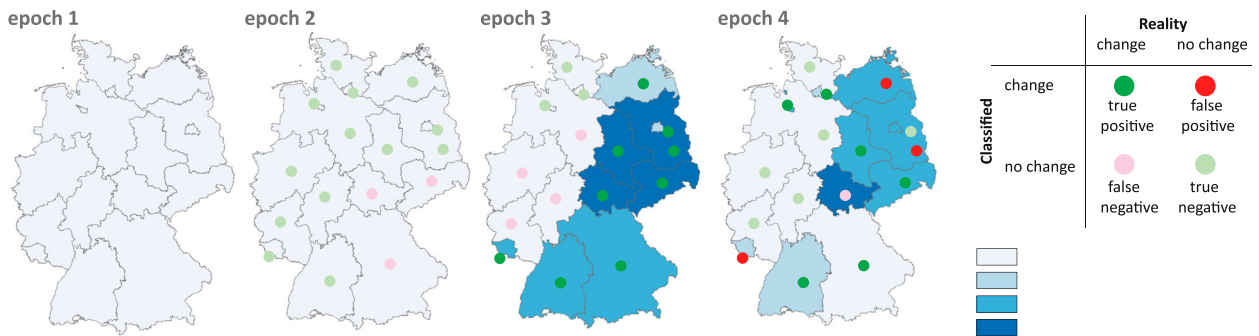 epoch 1
epoch 2
epoch 3
epoch 4
Reality
change
no change
Classified
change
true
positive
false
positive
no change
false
negative
true
negative